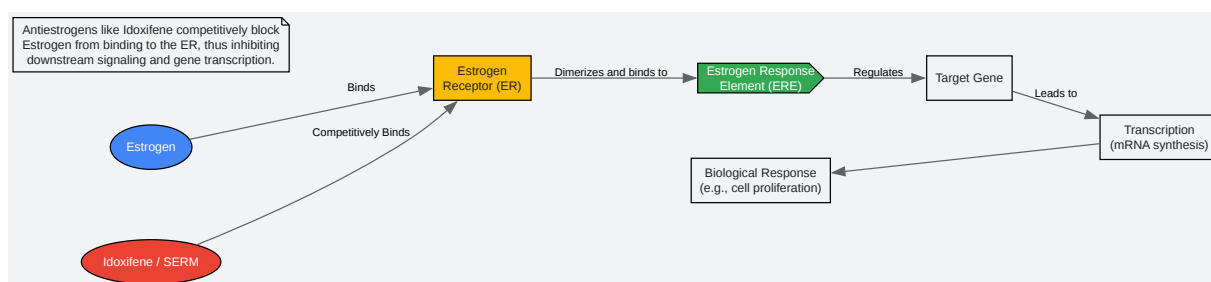 Antiestrogens like Idoxifene competitively block
Estrogen from binding to the ER, thus inhibiting
downstream signaling and gene transcription.
Binds
Estrogen
Competitively Binds
Idoxifene / SERM
Estrogen
Receptor (ER)
Dimerizes and binds to
Estrogen Response
Element (ERE)
Regulates
Target Gene
Leads to
Transcription
(mRNA synthesis)
Biological Response
(e.g., cell proliferation)